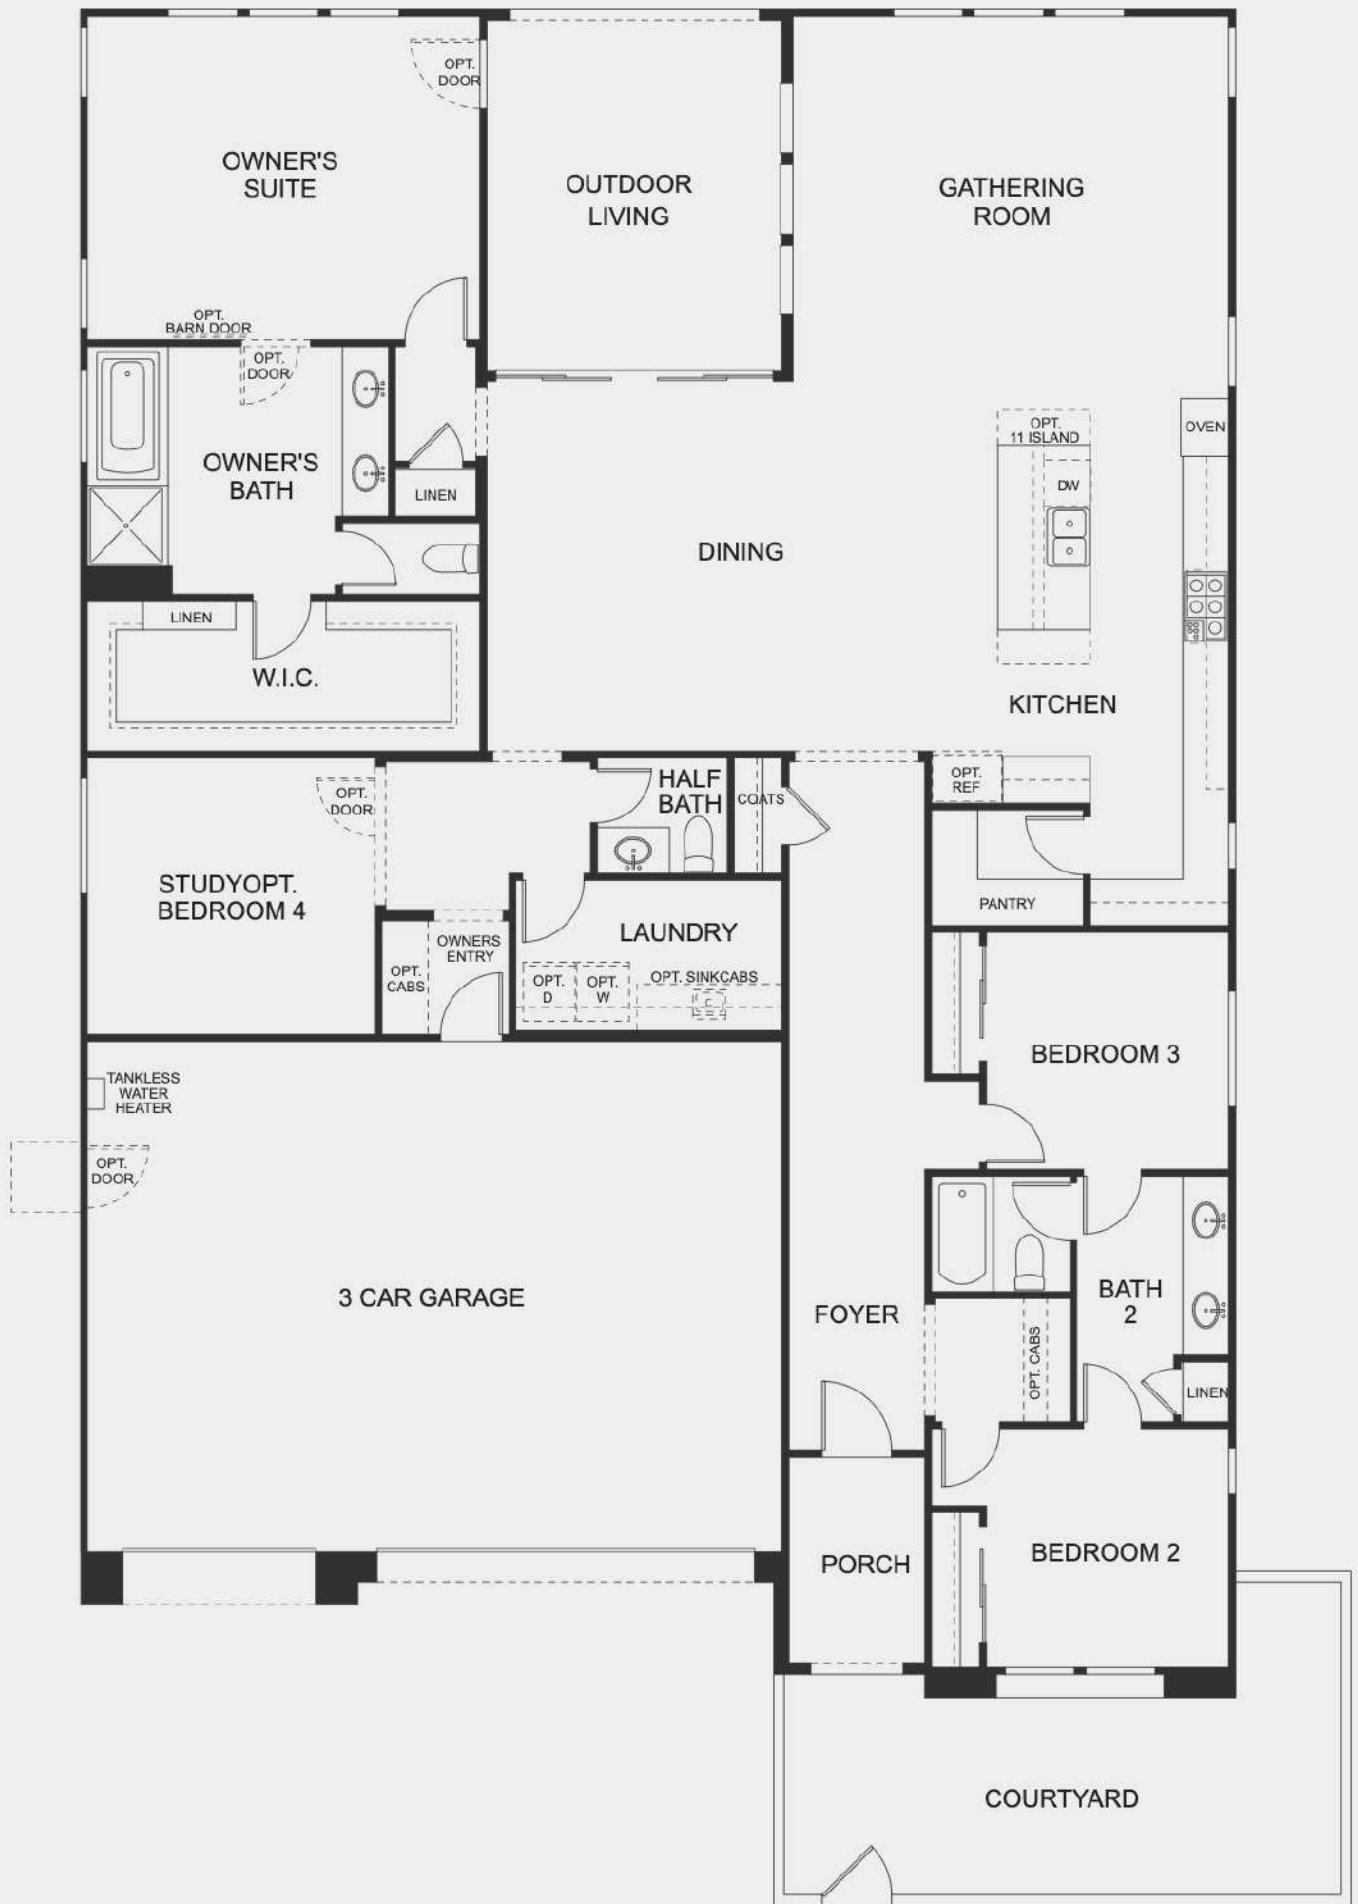 OPT.
DOOR
OWNER'S
SUITE
OUTDOOR
LIVING
GATHERING
ROOM
OPT.
BARN DOOR
OPT.
DOOR
OWNER'S
BATH
LINEN
OPT.
11 ISLAND
OVEN
DW
DINING
LINEN
W.I.C.
KITCHEN
OPT.
DOOR
HALF
BATH
COATS
OPT.
REF
STUDYOPT.
BEDROOM 4
PANTRY
OWNERS
ENTRY
OPT.
CABS
LAUNDRY
OPT.
D
OPT.
W
OPT. SINKCABS
C
BEDROOM 3
TANKLESS
WATER
HEATER
OPT.
DOOR
3 CAR GARAGE
FOYER
BATH
2
OPT. CABS
LINEN
PORCH
BEDROOM 2
COURTYARD